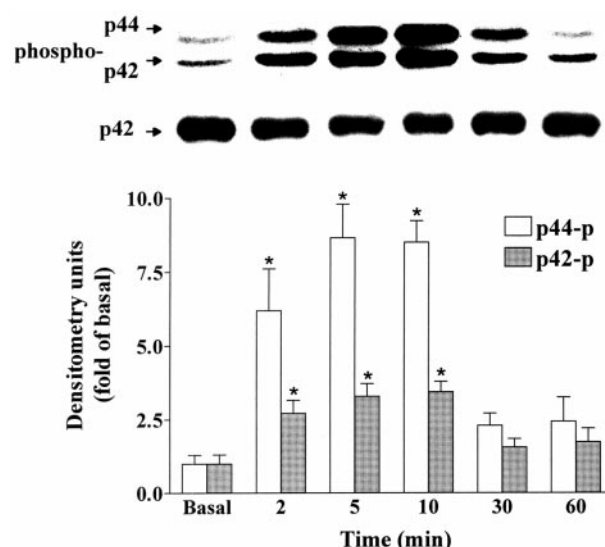 p44
phospho-
p42
p42
Densitometry units
(fold of basal)
10.0
7.5
5.0
2.5
0.0
* * * * * *
p44-p
p42-p
Basal 2 5 10 30 60
Time (min)